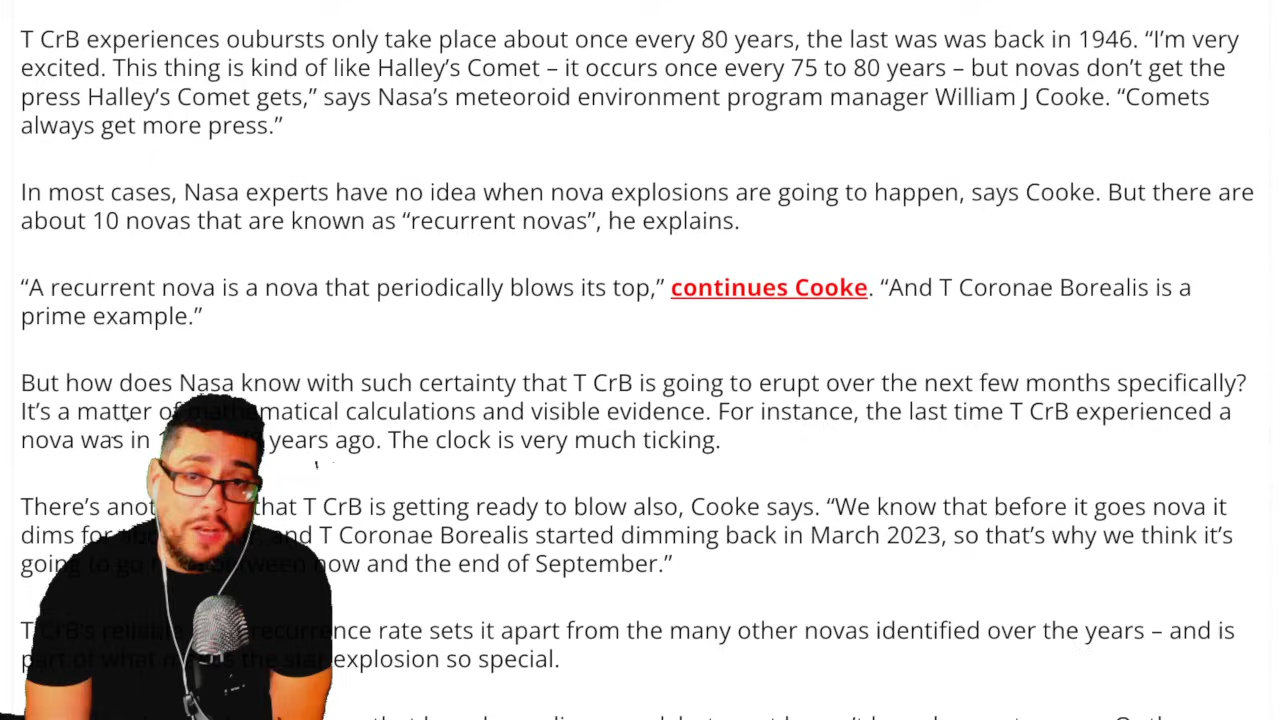 T CrB experiences oubursts only take place about once every 80 years, the last was was back in 1946. “I’m very
excited. This thing is kind of like Halley’s Comet – it occurs once every 75 to 80 years – but novas don’t get the
press Halley’s Comet gets,” says Nasa’s meteoroid environment program manager William J Cooke. “Comets
always get more press.”
In most cases, Nasa experts have no idea when nova explosions are going to happen, says Cooke. But there are
about 10 novas that are known as “recurrent novas”, he explains.
“A recurrent nova is a nova that periodically blows its top,” continues Cooke. “And T Coronae Borealis is a
prime example.”
But how does Nasa know with such certainty that T CrB is going to erupt over the next few months specifically?
It’s a matter of mathematical calculations and visible evidence. For instance, the last time T CrB experienced a
nova was in years ago. The clock is very much ticking.
There’s that T CrB is getting ready to blow also, Cooke says. “We know that before it goes nova it
dims for and T Coronae Borealis started dimming back in March 2023, so that’s why we think it’s
going to go between now and the end of September.”
T CrB’s recurrence rate sets it apart from the many other novas identified over the years – and is
part of what the star explosion so special.